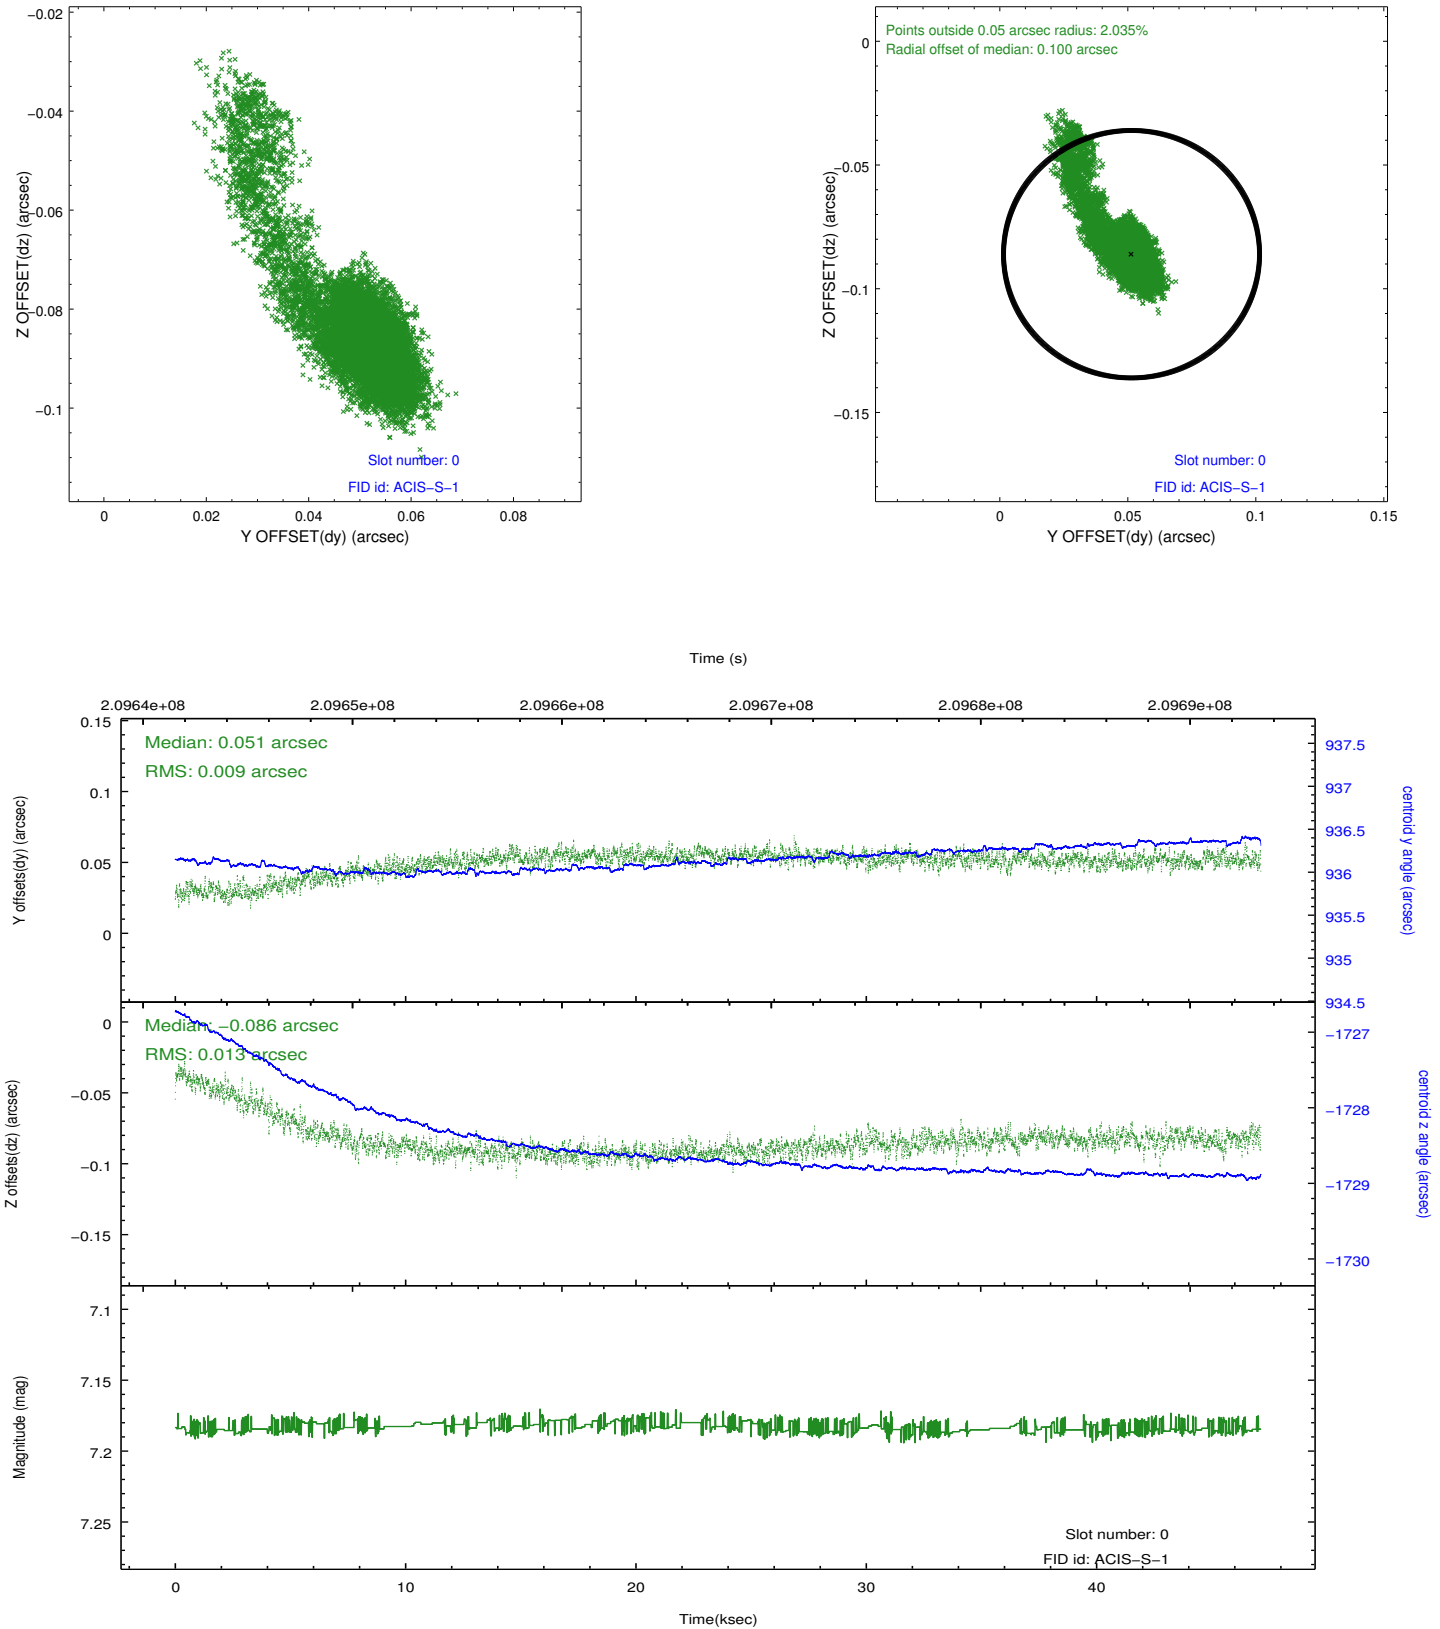 −0.02
−0.04
−0.06
−0.08
−0.1
Z OFFSET(dz) (arcsec)
Slot number: 0
FID id: ACIS−S−1
0
0.02
0.04
0.06
0.08
Y OFFSET(dy) (arcsec)
Points outside 0.05 arcsec radius: 2.035%
Radial offset of median: 0.100 arcsec
0
−0.05
−0.1
−0.15
Z OFFSET(dz) (arcsec)
Slot number: 0
FID id: ACIS−S−1
0
0.05
0.1
0.15
Y OFFSET(dy) (arcsec)
Time (s)
2.0964e+08
2.0965e+08
2.0966e+08
2.0967e+08
2.0968e+08
2.0969e+08
Median: 0.051 arcsec
RMS: 0.009 arcsec
0.15
0.1
0.05
0
Y offsets(dy) (arcsec)
937.5
937
936.5
936
935.5
935
934.5
centroid y angle (arcsec)
Median: −0.086 arcsec
RMS: 0.013 arcsec
0
−0.05
−0.1
−0.15
Z offsets(dz) (arcsec)
−1727
−1728
−1729
−1730
centroid z angle (arcsec)
7.1
7.15
7.2
7.25
Magnitude (mag)
Slot number: 0
FID id: ACIS−S−1
0
10
20
30
40
Time(ksec)